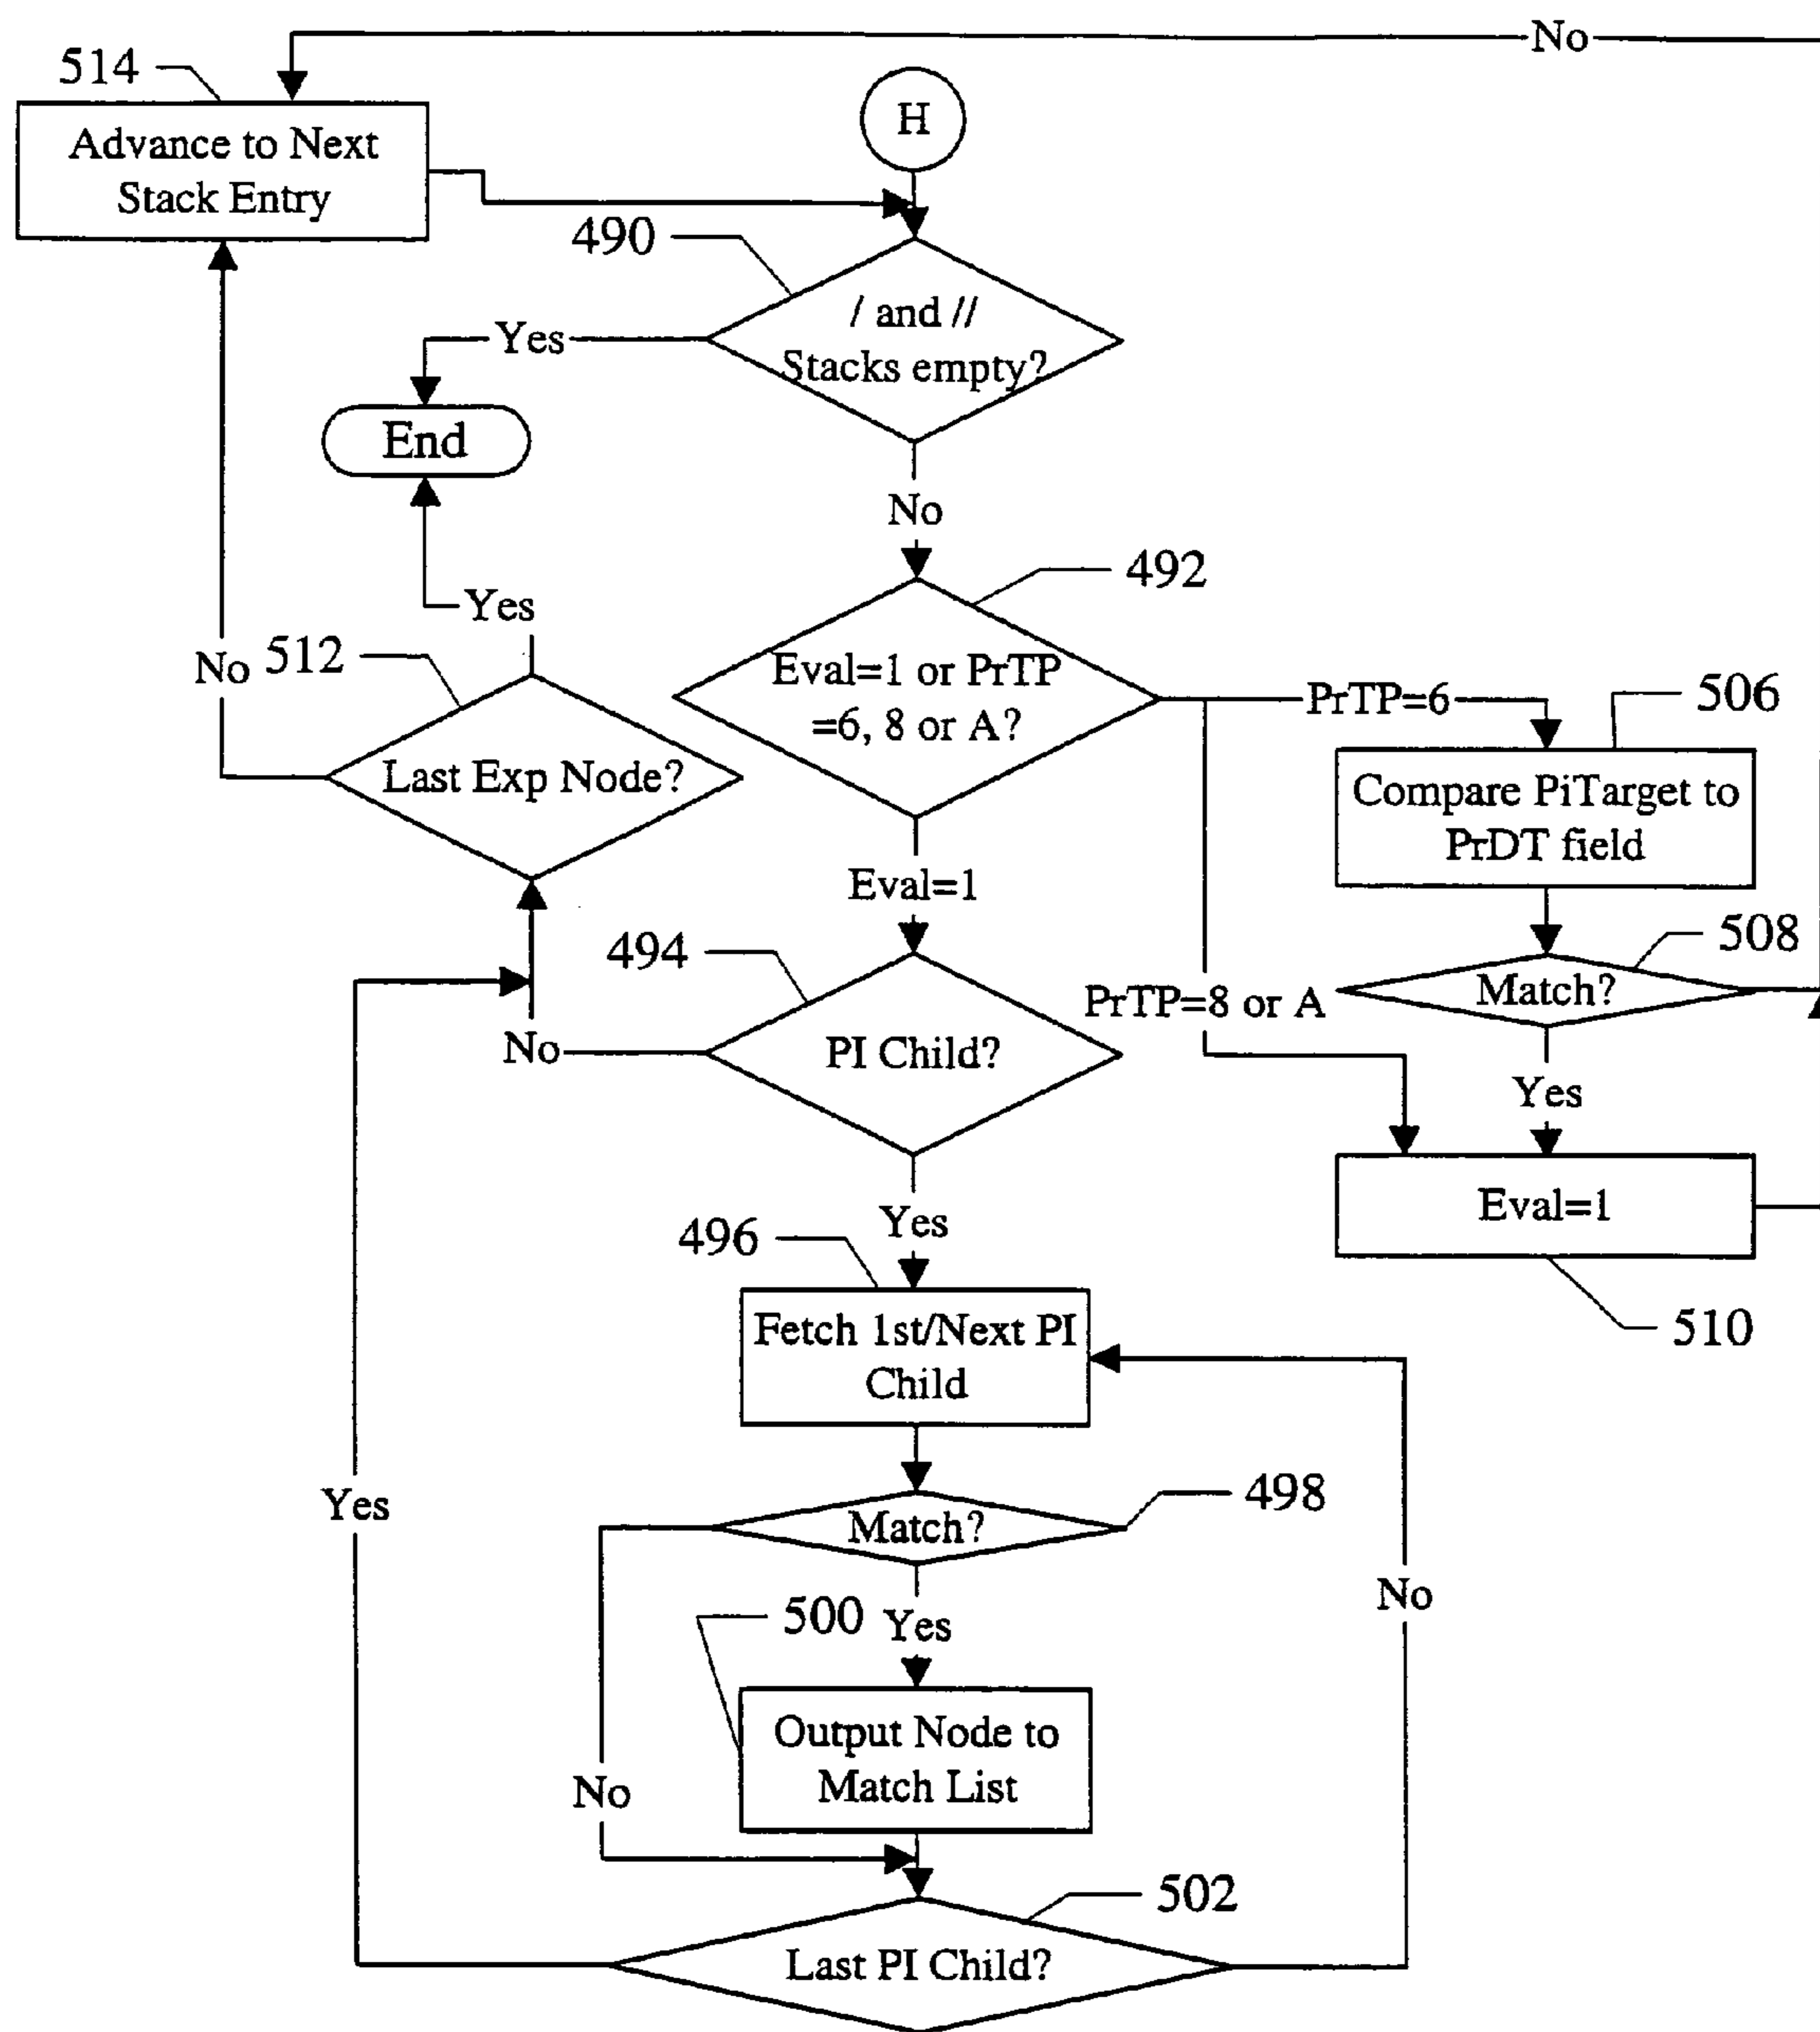 No
514
H
Advance to Next
Stack Entry
490
/ and //
Stacks empty?
Yes
End
No
492
Yes
No
512
Eval=1 or PrTP
=6, 8 or A?
PrTP=6
506
Last Exp Node?
Compare PiTarget to
PrDT field
Eval=1
494
508
Match?
PrTP=8 or A
No
PI Child?
Yes
Yes
496
Eval=1
Fetch 1st/Next PI
Child
510
Yes
498
Match?
No
500
Yes
Output Node to
Match List
No
502
Last PI Child?